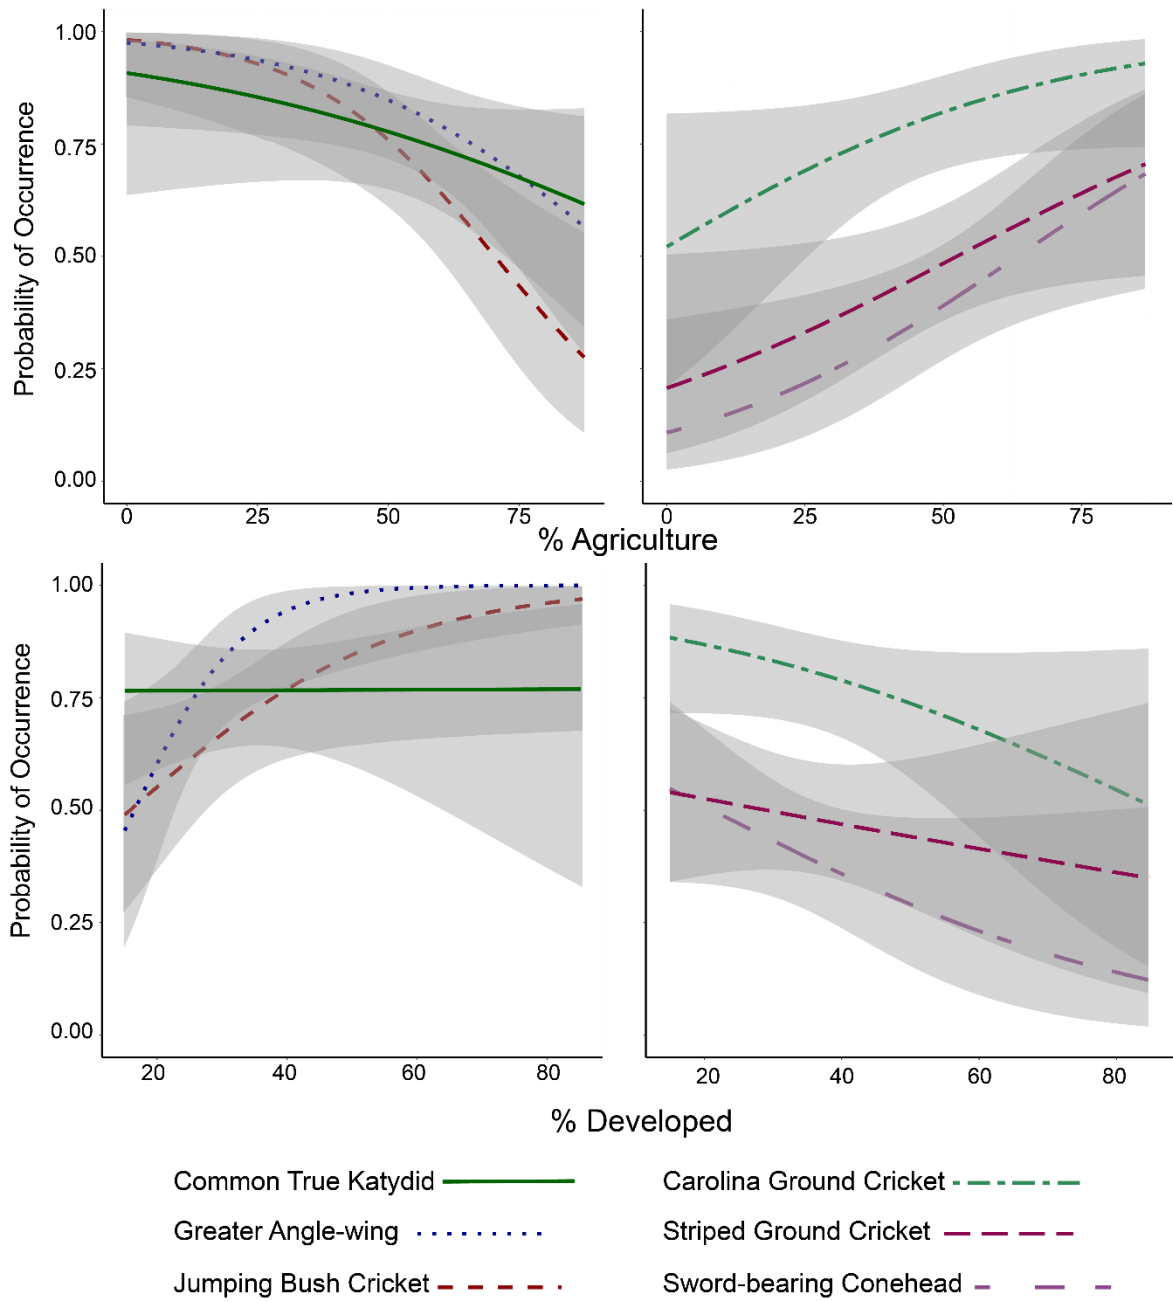 Probability of Occurrence
1.00
0.75
0.50
0.25
0.00
0 25 50 75 0 25 50 75
% Agriculture
Probability of Occurrence
1.00
0.75
0.50
0.25
0.00
20 40 60 80 20 40 60 80
% Developed
Common True Katydid Carolina Ground Cricket
Greater Angle-wing Striped Ground Cricket
Jumping Bush Cricket Sword-bearing Conehead